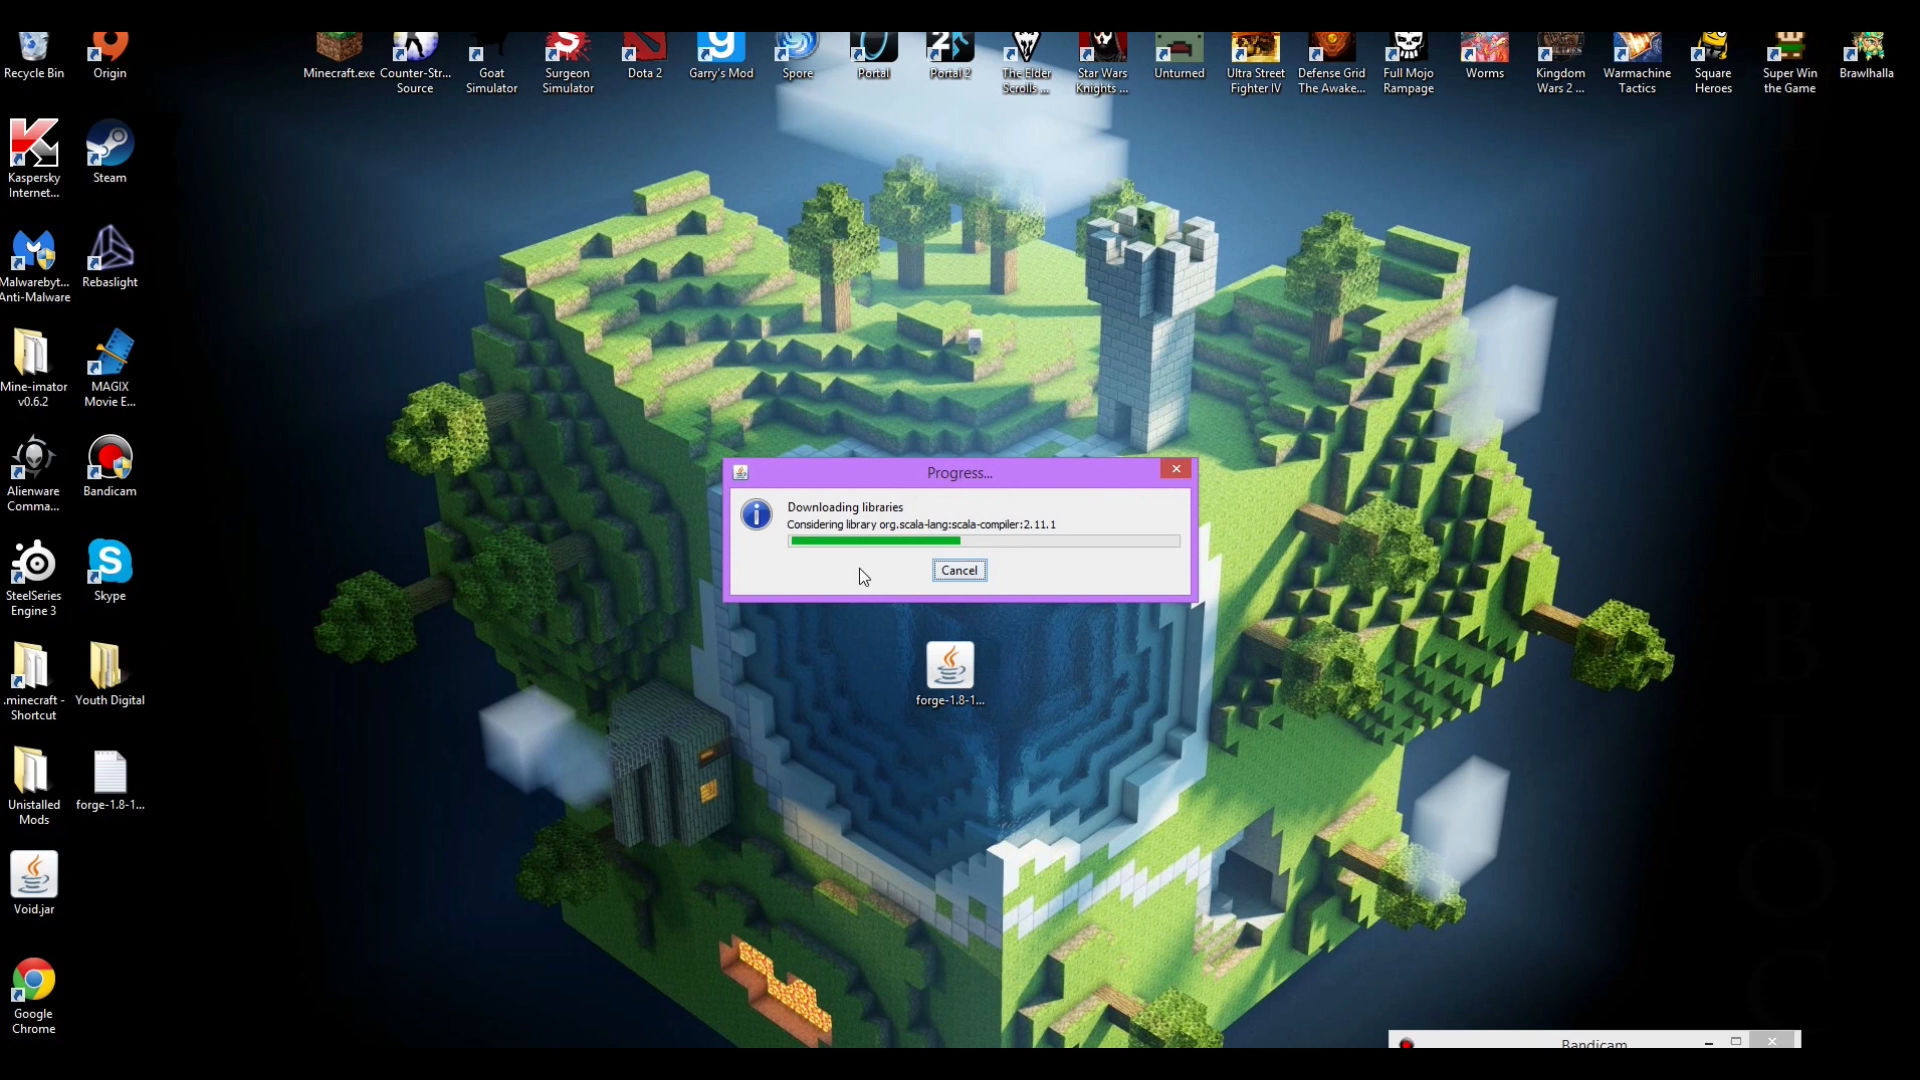 Recycle Bin
Origin
Minecraft.exe
Counter-Str...
Source
Goat
Simulator
Surgeon
Simulator
Dota 2
Garry's Mod
Spore
Portal
Portal 2
The Elder
Scrolls ...
Star Wars
Knights ...
Unturned
Ultra Street
Fighter IV
Defense Grid
The Awake...
Full Mojo
Rampage
Worms
Kingdom
Wars 2 ...
Warmachine
Tactics
Square
Heroes
Super Win
the Game
Brawlhalla
Kaspersky
Internet...
Steam
Malwarebyt...
Anti-Malware
Rebaslight
Mine-imator
v0.6.2
MAGIX
Movie E...
Alienware
Comma...
Bandicam
SteelSeries
Engine 3
Skype
.minecraft -
Shortcut
Youth Digital
Unistalled
Mods
forge-1.8-1...
Void.jar
Google
Chrome
Progress...
Downloading libraries
Considering library org.scala-lang:scala-compiler:2.11.1
Cancel
forge-1.8-1...
Bandicam